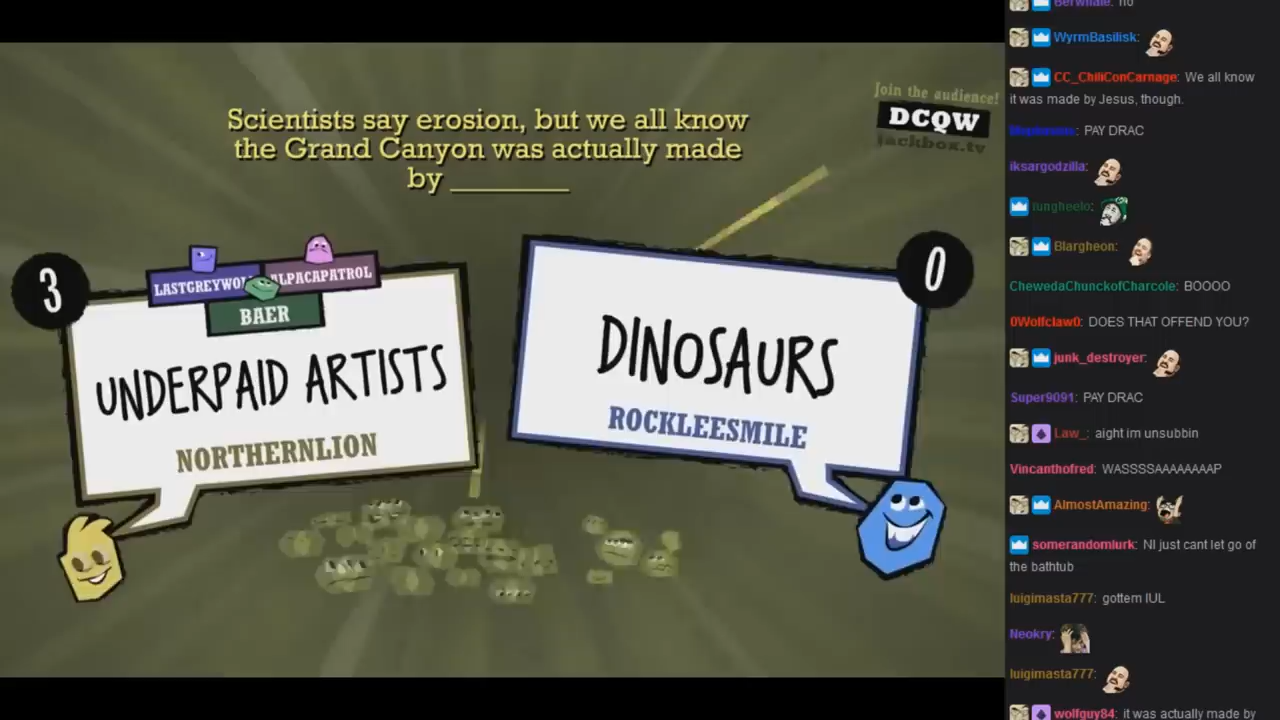 Scientists say erosion, but we all know
the Grand Canyon was actually made
by ________
Join the audience!
DCQW
jackbox.tv
3
LASTGREYWOL
ALPACAPATROL
BAER
UNDERPAID ARTISTS
NORTHERNLION
0
DINOSAURS
ROCKLEESMILE
Berwhale: no
WyrmBasilisk:
CC_ChiliConCarnage: We all know
it was made by Jesus, though.
PAY DRAC
iksargodzilla:
iungheelo:
Blargheon:
ChewedaChunckofCharcole: BOOOO
0Wolfclaw0: DOES THAT OFFEND YOU?
junk_destroyer:
Super9091: PAY DRAC
Law_: aight im unsubbin
Vincanthofred: WASSSSAAAAAAAAP
AlmostAmazing:
somerandomlurk: Nl just cant let go of
the bathtub
luigimasta777: gottem lUL
Neokry:
luigimasta777:
wolfguy84: it was actually made by